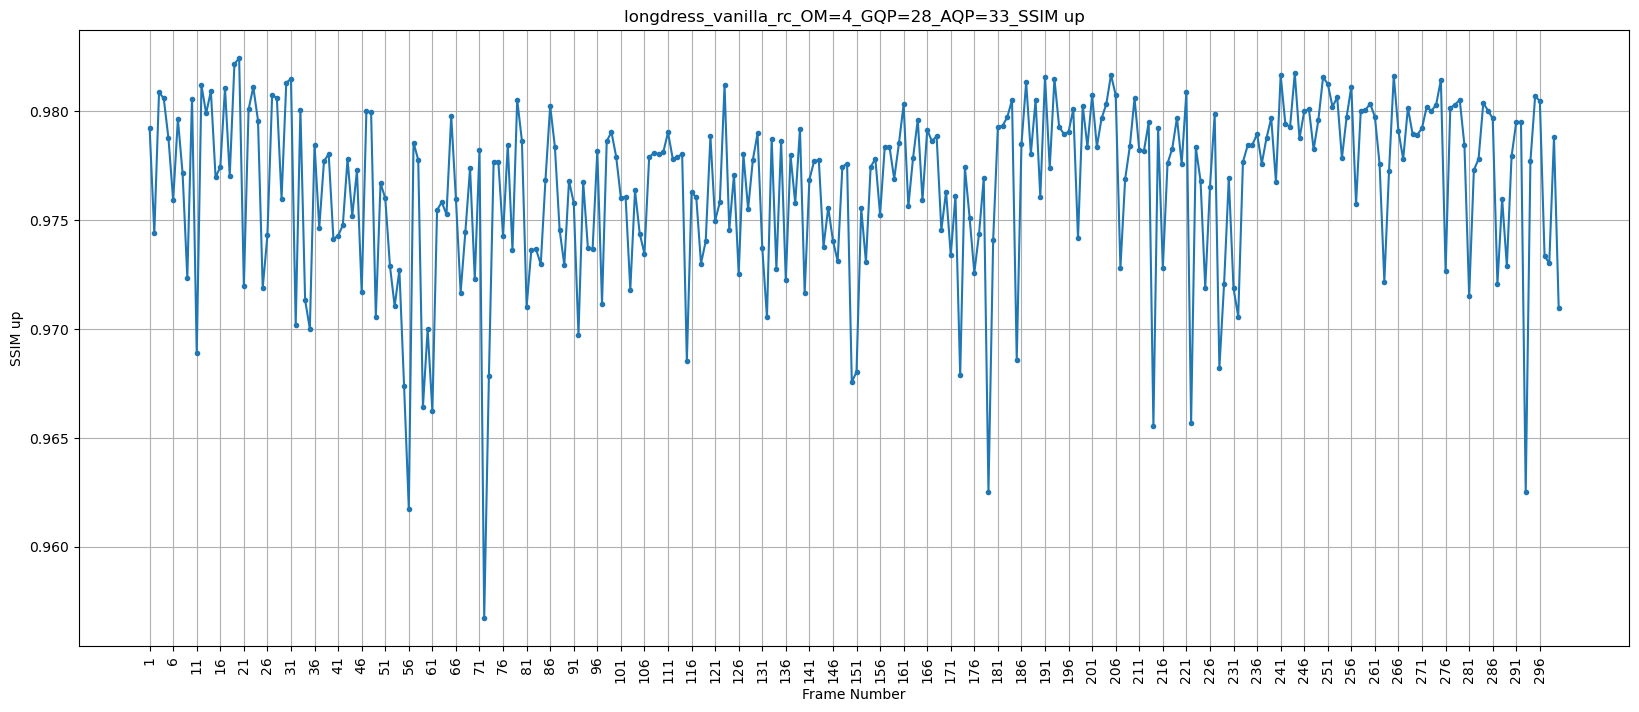 longdress_vanilla_rc_OM=4_GQP=28_AQP=33_SSIM up
SSIM up
0.980
0.975
0.970
0.965
0.960
1 6 11 16 21 26 31 36 41 46 51 56 61 66 71 76 81 86 91 96 101 106 111 116 121 126 131 136 141 146 151 156 161 166 171 176 181 186 191 196 201 206 211 216 221 226 231 236 241 246 251 256 261 266 271 276 281 286 291 296
Frame Number